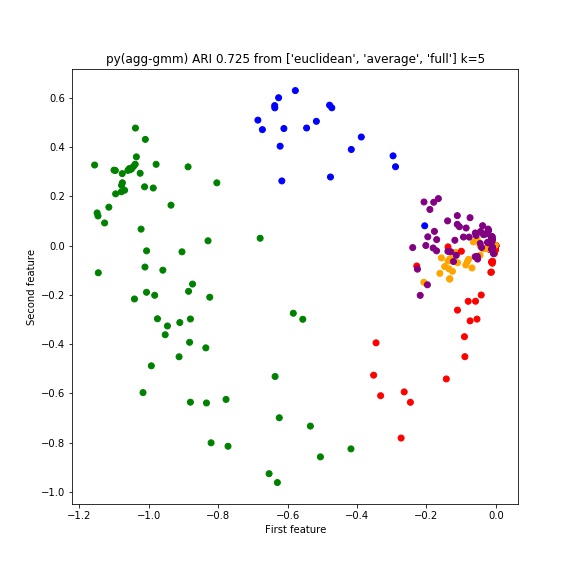 py(agg-gmm) ARI 0.725 from ['euclidean', 'average', 'full'] k=5
0.6
0.4
0.2
0.0
−0.2
−0.4
−0.6
−0.8
−1.0
Second feature
−1.2 −1.0 −0.8 −0.6 −0.4 −0.2 0.0
First feature